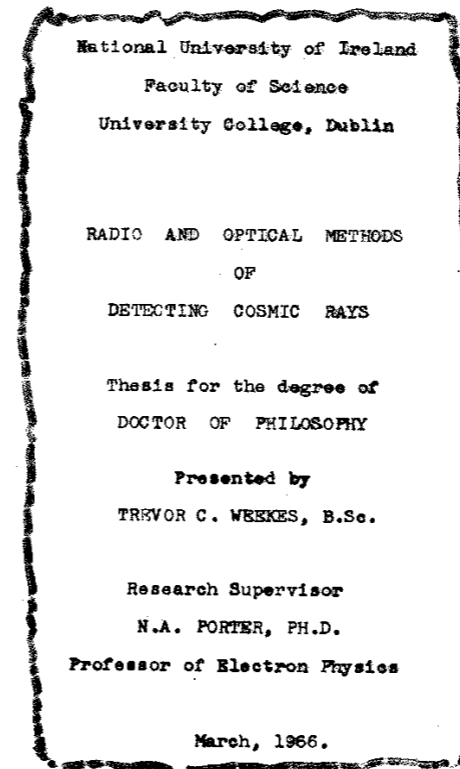 National University of Ireland
Faculty of Science
University College, Dublin
RADIO AND OPTICAL METHODS
OF
DETECTING COSMIC RAYS
Thesis for the degree of
DOCTOR OF PHILOSOPHY
Presented by
TREVOR C. WEEKES, B.Sc.
Research Supervisor
N.A. PORTER, PH.D.
Professor of Electron Physics
March, 1966.